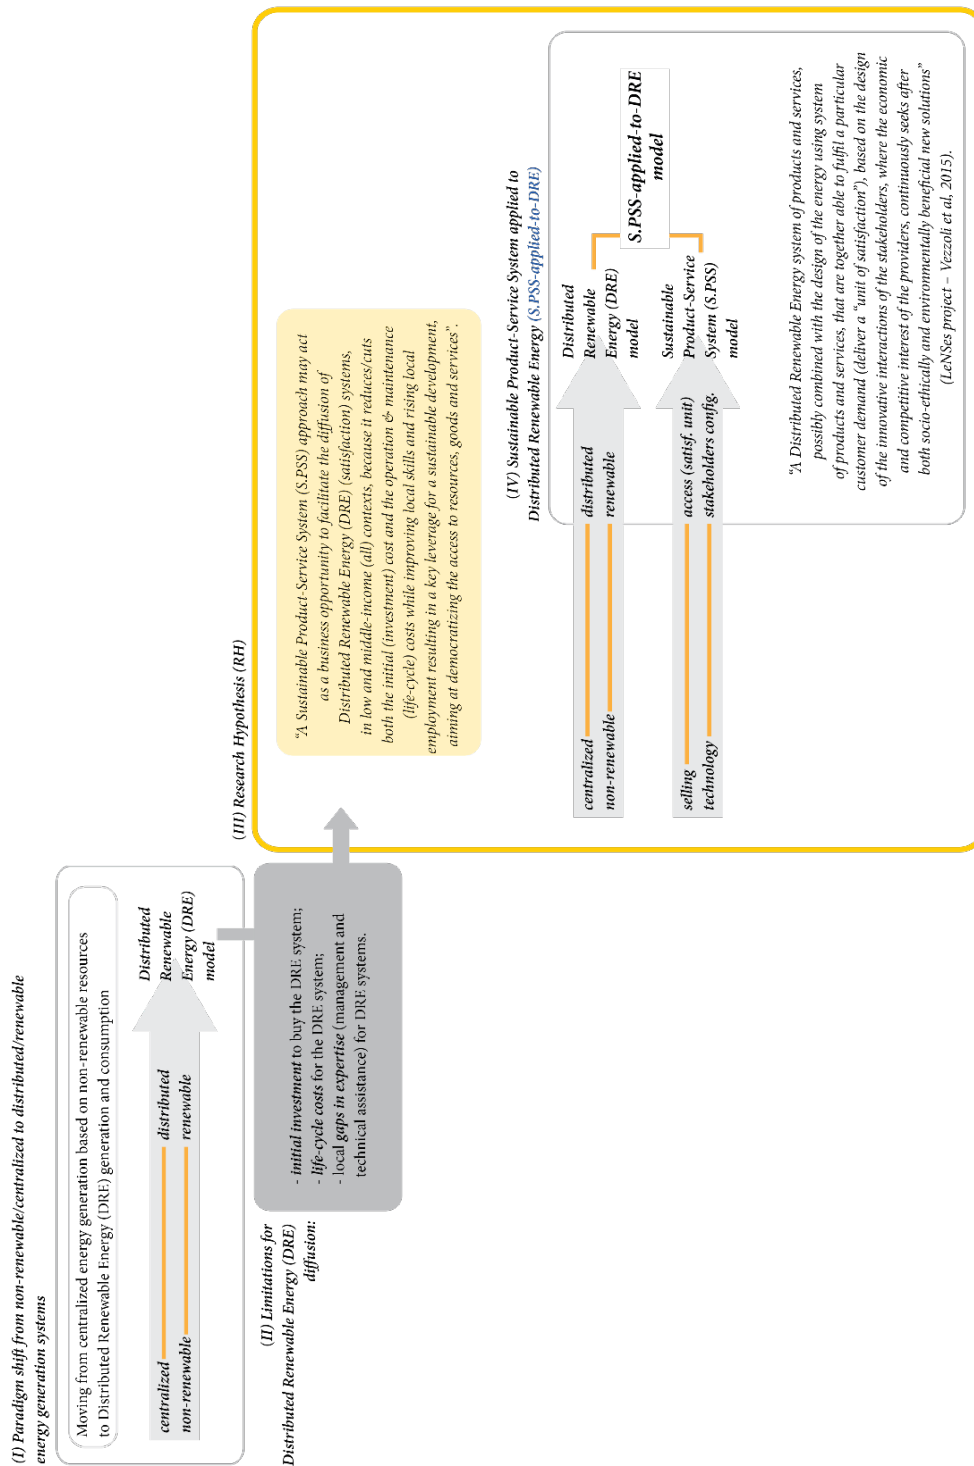 (I) Paradigm shift from non-renewable/centralized to distributed/renewable
energy generation systems
Moving from centralized energy generation based on non-renewable resources
to Distributed Renewable Energy (DRE) generation and consumption
centralized
distributed
non-renewable
renewable
Distributed
Renewable
Energy (DRE)
model
(II) Limitations for
Distributed Renewable Energy (DRE)
diffusion:
- initial investment to buy the DRE system;
- life-cycle costs for the DRE system;
- local gaps in expertise (management and
technical assistance) for DRE systems.
(III) Research Hypothesis (RH)
“A Sustainable Product-Service System (S.PSS) approach may act
as a business opportunity to facilitate the diffusion of
Distributed Renewable Energy (DRE) (satisfaction) systems,
in low and middle-income (all) contexts, because it reduces/cuts
both the initial (investment) cost and the operation & maintenance
(life-cycle) costs while improving local skills and rising local
employment resulting in a key leverage for a sustainable development,
aiming at democratizing the access to resources, goods and services”.
(IV) Sustainable Product-Service System applied to
Distributed Renewable Energy (S.PSS-applied-to-DRE)
centralized
distributed
non-renewable
renewable
Distributed
Renewable
Energy (DRE)
model
selling
access (satisf. unit)
technology
stakeholders config.
Sustainable
Product-Service
System (S.PSS)
model
S.PSS-applied-to-DRE
model
“A Distributed Renewable Energy system of products and services,
possibly combined with the design of the energy using system
of products and services, that are together able to fulfil a particular
customer demand (deliver a “unit of satisfaction”), based on the design
of the innovative interactions of the stakeholders, where the economic
and competitive interest of the providers, continuously seeks after
both socio-ethically and environmentally beneficial new solutions”
(LeNSes project – Vezzoli et al, 2015).